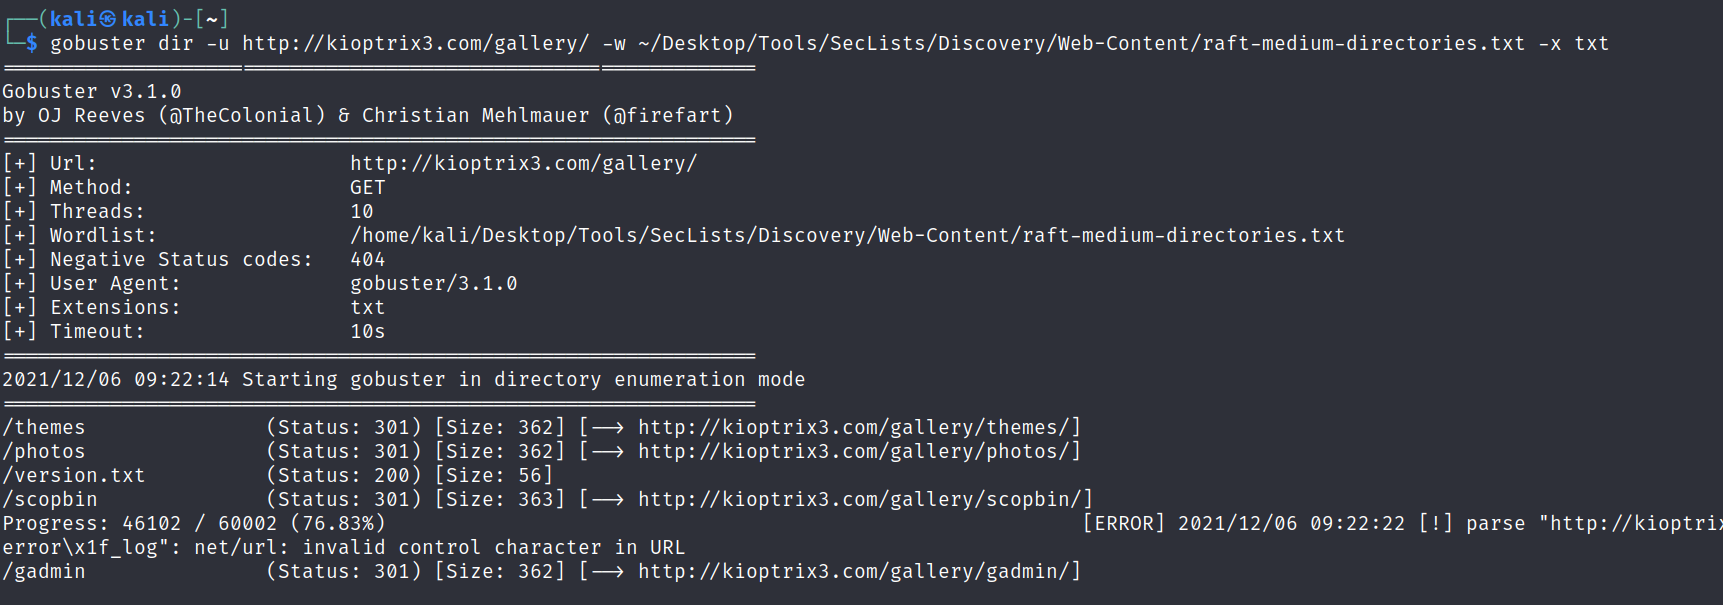 ┌──(kali㉿kali)-[~]
└─$ gobuster dir -u http://kioptrix3.com/gallery/ -w ~/Desktop/Tools/SecLists/Discovery/Web-Content/raft-medium-directories.txt -x txt
===============================================================
Gobuster v3.1.0
by OJ Reeves (@TheColonial) & Christian Mehlmauer (@firefart)
===============================================================
[+] Url:                     http://kioptrix3.com/gallery/
[+] Method:                  GET
[+] Threads:                 10
[+] Wordlist:                /home/kali/Desktop/Tools/SecLists/Discovery/Web-Content/raft-medium-directories.txt
[+] Negative Status codes:   404
[+] User Agent:              gobuster/3.1.0
[+] Extensions:              txt
[+] Timeout:                 10s
===============================================================
2021/12/06 09:22:14 Starting gobuster in directory enumeration mode
===============================================================
/themes               (Status: 301) [Size: 362] [--> http://kioptrix3.com/gallery/themes/]
/photos               (Status: 301) [Size: 362] [--> http://kioptrix3.com/gallery/photos/]
/version.txt          (Status: 200) [Size: 56]
/scopbin              (Status: 301) [Size: 363] [--> http://kioptrix3.com/gallery/scopbin/]
Progress: 46102 / 60002 (76.83%)                                                          [ERROR] 2021/12/06 09:22:22 [!] parse "http://kioptrix
error\x1f_log": net/url: invalid control character in URL
/gadmin               (Status: 301) [Size: 362] [--> http://kioptrix3.com/gallery/gadmin/]